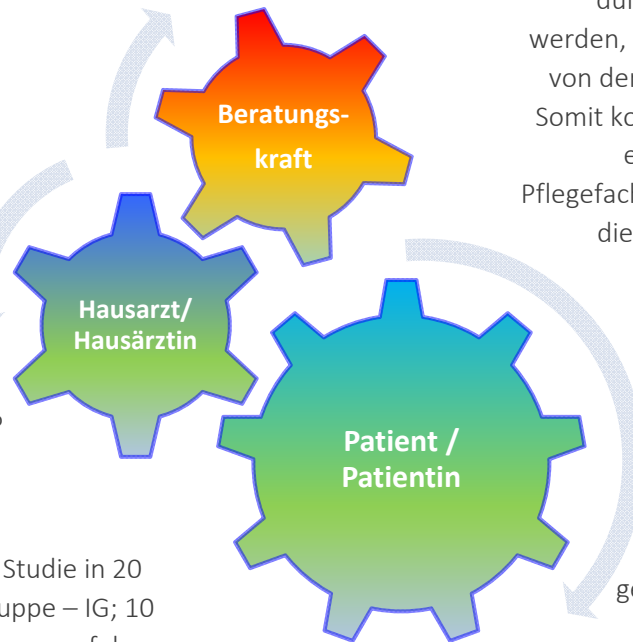 werden,
von der
Somit ko
Pflegefach
die
Beratungs-
kraft
Hausarzt/
Hausärztin
Patient /
Patientin
Studie in 20
uppe – IG; 10
ge